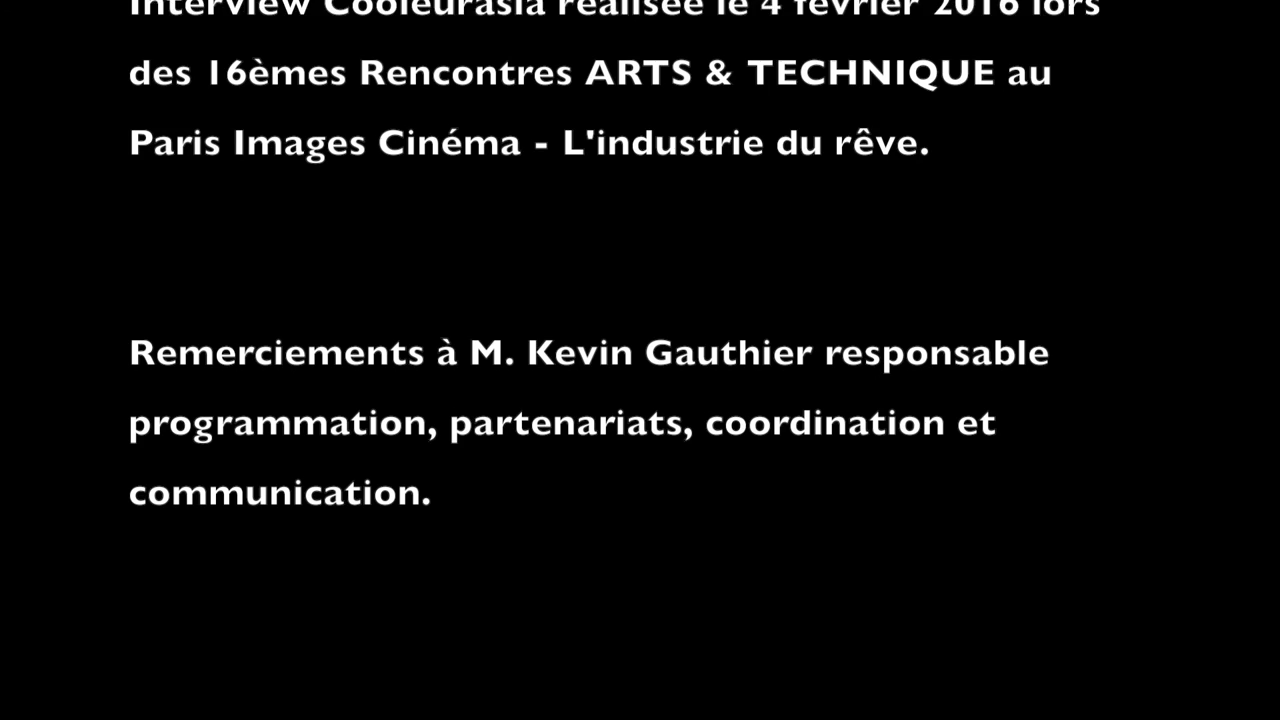 Interview Cooleurasia réalisée le 4 février 2016 lors
des 16èmes Rencontres ARTS & TECHNIQUE au
Paris Images Cinéma - L'industrie du rêve.
Remerciements à M. Kevin Gauthier responsable
programmation, partenariats, coordination et
communication.